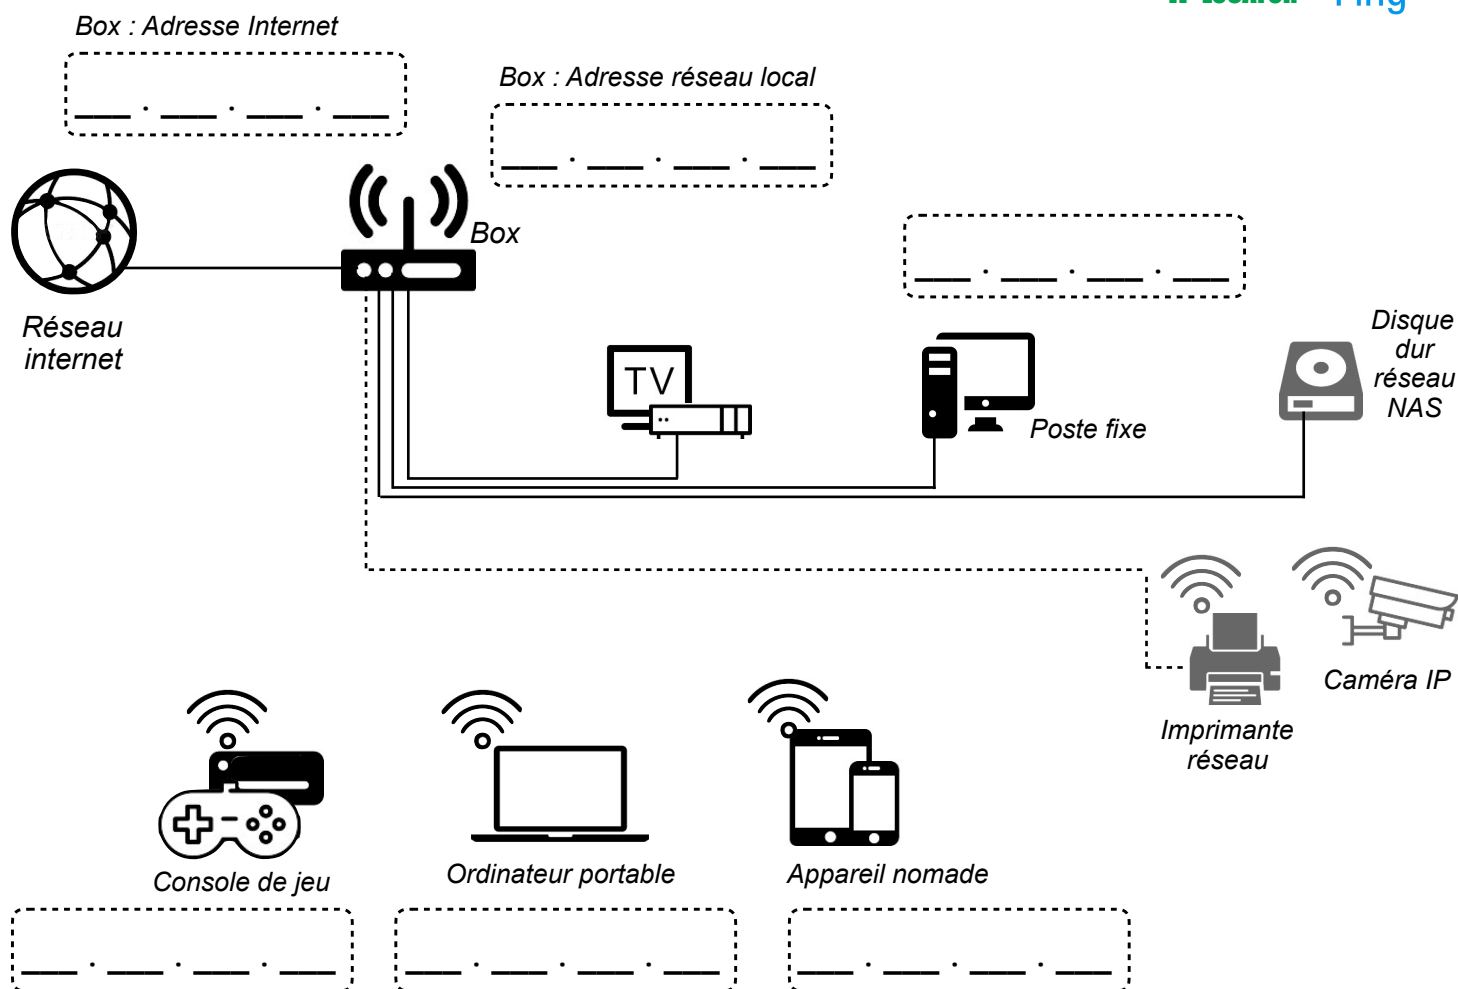 Ping
Box : Adresse Internet
___ . ___ . ___ . ___
Box : Adresse réseau local
___ . ___ . ___ . ___
Box
___ . ___ . ___ . ___
Réseau
internet
Disque
dur
réseau
NAS
TV
Poste fixe
Caméra IP
Imprimante
réseau
Console de jeu
Ordinateur portable
Appareil nomade
___ . ___ . ___ . ___
___ . ___ . ___ . ___
___ . ___ . ___ . ___